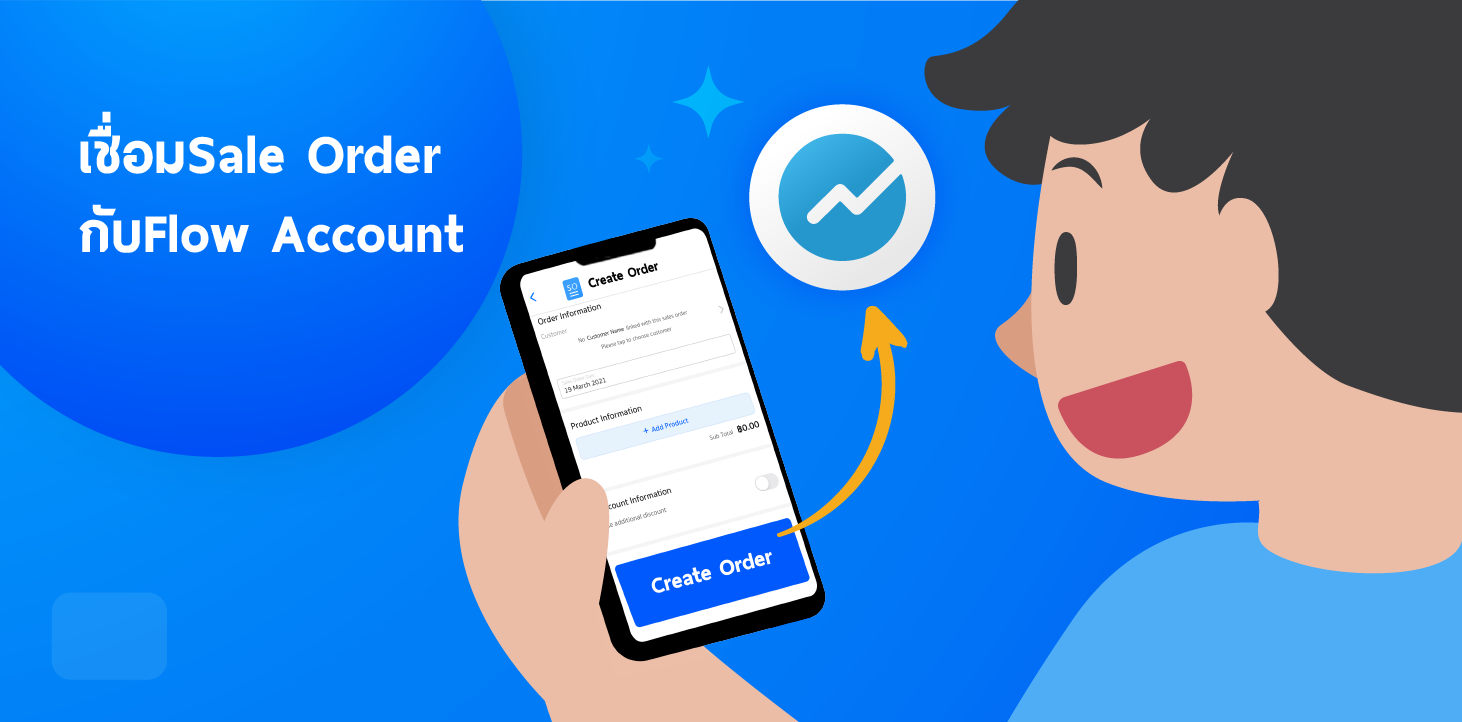 เชื่อมSale Order
กับFlow Account
SO
Create Order
Order Information
Customer
No Customer Name linked with this sales order
Please tap to choose customer
19 March 2021
Product Information
+ Add Product
Sub Total ฿0.00
count Information
additional discount
Create Order